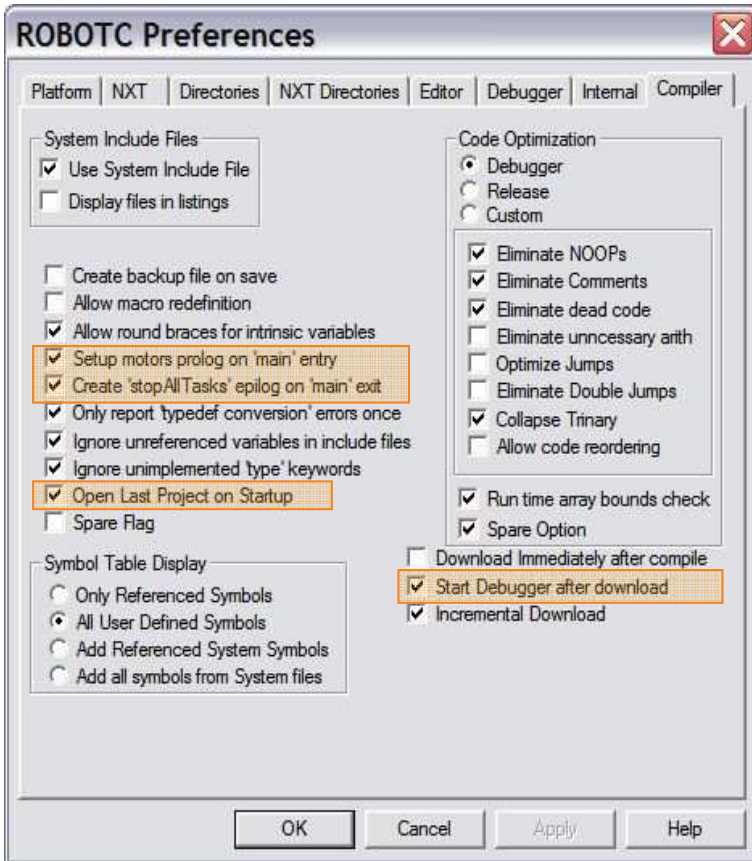 ROBOTC Preferences
Platform NXT Directories NXT Directories Editor Debugger Internal Compiler
System Include Files
Use System Include File
Display files in listings
Create backup file on save
Allow macro redefinition
Allow round braces for intrinsic variables
Setup motors prolog on 'main' entry
Create 'stopAllTasks' epilog on 'main' exit
Only report 'typedef conversion' errors once
Ignore unreferenced variables in include files
Ignore unimplemented 'type' keywords
Open Last Project on Startup
Spare Flag
Symbol Table Display
Only Referenced Symbols
All User Defined Symbols
Add Referenced System Symbols
Add all symbols from System files
Code Optimization
Debugger
Release
Custom
Eliminate NOOPs
Eliminate Comments
Eliminate dead code
Eliminate unncessary arith
Optimize Jumps
Eliminate Double Jumps
Collapse Trinary
Allow code reordering
Run time array bounds check
Spare Option
Download Immediately after compile
Start Debugger after download
Incremental Download
OK Cancel Apply Help